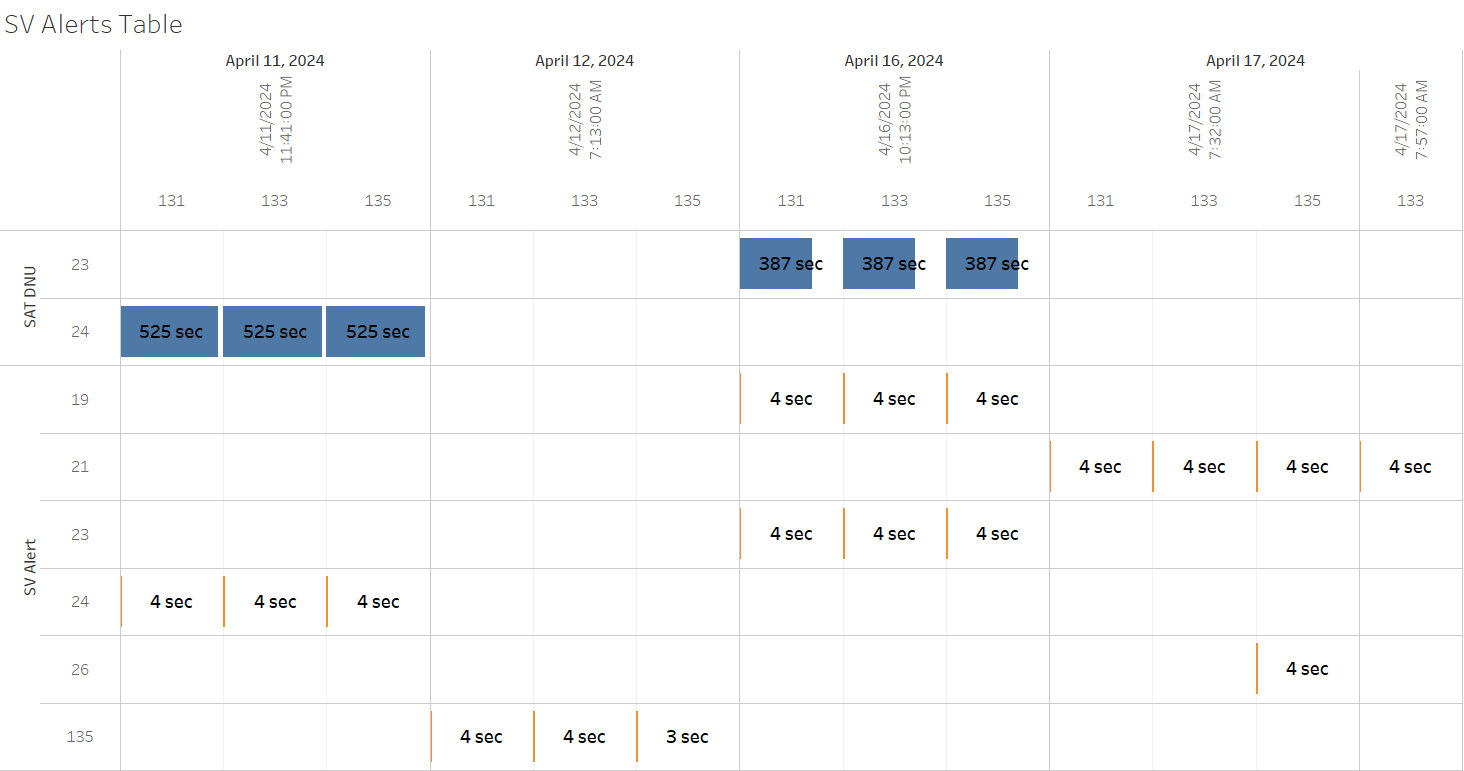 SV Alerts Table
April 11, 2024 April 12, 2024 April 16, 2024 April 17, 2024
4/11/2024 11:41:00 PM 4/12/2024 7:13:00 AM 4/16/2024 10:13:00 PM 4/17/2024 7:32:00 AM 4/17/2024 7:57:00 AM
131 133 135 131 133 135 131 133 135 131 133 135 133
SAT DNU
23 387 sec 387 sec 387 sec
24 525 sec 525 sec 525 sec
SV Alert
19 4 sec 4 sec 4 sec
21 4 sec 4 sec 4 sec 4 sec
23 4 sec 4 sec 4 sec
24 4 sec 4 sec 4 sec
26 4 sec
135 4 sec 4 sec 3 sec